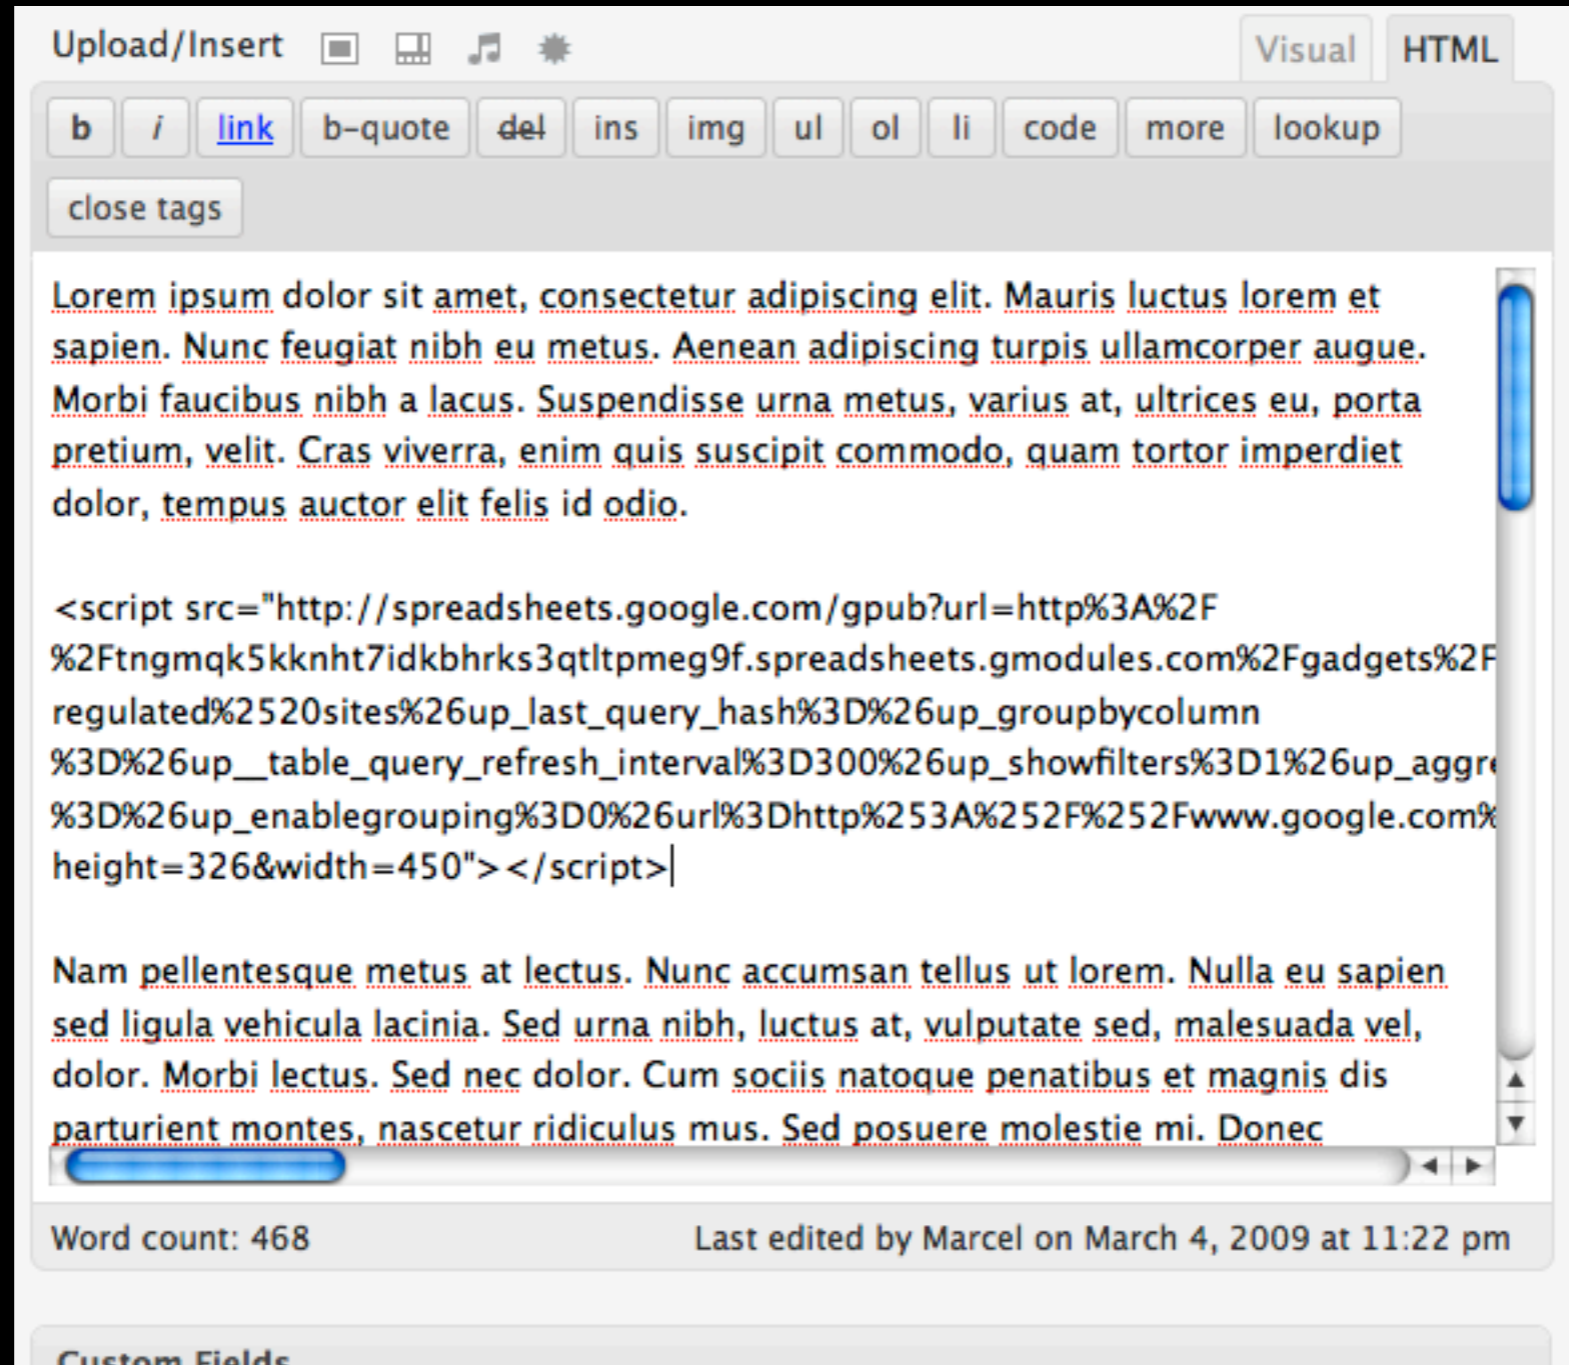 Upload/Insert
Visual HTML
b i link b-quote del ins img ul ol li code more lookup
close tags
Lorem ipsum dolor sit amet, consectetur adipiscing elit. Mauris luctus lorem et
sapien. Nunc feugiat nibh eu metus. Aenean adipiscing turpis ullamcorper augue.
Morbi faucibus nibh a lacus. Suspendisse urna metus, varius at, ultrices eu, porta
pretium, velit. Cras viverra, enim quis suscipit commodo, quam tortor imperdiet
dolor, tempus auctor elit felis id odio.
<script src="http://spreadsheets.google.com/gpub?url=http%3A%2F
%2Ftngmqk5kknht7idkbhrks3qtltpmeg9f.spreadsheets.gmodules.com%2Fgadgets%2F
regulated%2520sites%26up_last_query_hash%3D%26up_groupbycolumn
%3D%26up__table_query_refresh_interval%3D300%26up_showfilters%3D1%26up_aggre
%3D%26up_enablegrouping%3D0%26url%3Dhttp%253A%252F%252Fwww.google.com%
height=326&width=450"></script>
Nam pellentesque metus at lectus. Nunc accumsan tellus ut lorem. Nulla eu sapien
sed ligula vehicula lacinia. Sed urna nibh, luctus at, vulputate sed, malesuada vel,
dolor. Morbi lectus. Sed nec dolor. Cum sociis natoque penatibus et magnis dis
parturient montes, nascetur ridiculus mus. Sed posuere molestie mi. Donec
Word count: 468
Last edited by Marcel on March 4, 2009 at 11:22 pm
Custom Fields